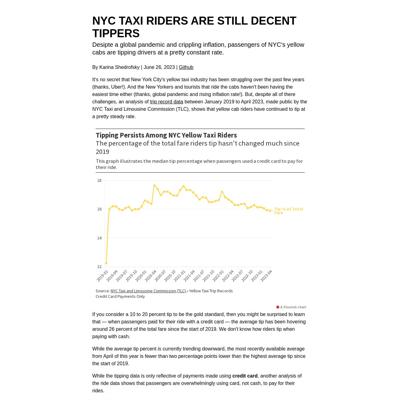 NYC TAXI RIDERS ARE STILL DECENT
TIPPERS
Despite a global pandemic and crippling inflation, passengers of NYC's yellow
cabs are tipping drivers at a pretty constant rate.
By Karina Shedrofsky | June 26, 2023 | Github
It's no secret that New York City's yellow taxi industry has been struggling over the past few years
(thanks, Uber!). And the New Yorkers and tourists that ride the cabs haven't been having the
easiest time either (thanks, global pandemic and rising inflation rate!). But, despite all of there
challenges, an analysis of trip record data between January 2019 to April 2023, made public by the
NYC Taxi and Limousine Commission (TLC), shows that yellow cab riders have continued to tip at
a pretty steady rate.
Tipping Persists Among NYC Yellow Taxi Riders
The percentage of the total fare riders tip hasn't changed much since
2019
This graph illustrates the median tip percentage when passengers used a credit card to pay for
their ride.
28
26
24
22
Source: NYC Taxi and Limousine Commission (TLC) • Yellow Taxi Trip Records
Credit Card Payments Only
A Flourish chart
If you consider a 10 to 20 percent tip to be the gold standard, then you might be surprised to learn
that — when passengers paid for their ride with a credit card — the average tip has been hovering
around 26 percent of the total fare since the start of 2019. We don't know how riders tip when
paying with cash.
While the average tip percent is currently trending downward, the most recently available average
from April of this year is fewer than two percentage points lower than the highest average tip since
the start of 2019.
While the tipping data is only reflective of payments made using credit card, another analysis of
the ride data shows that passengers are overwhelmingly using card, not cash, to pay for their
rides.